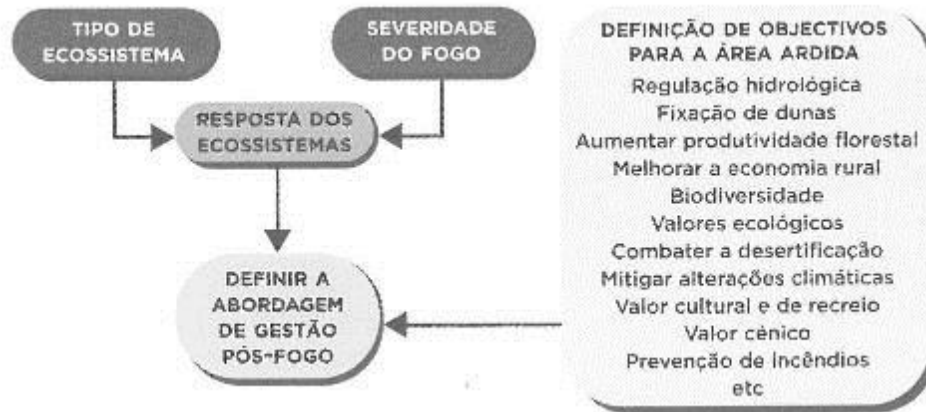 TIPO DE
ECOSSISTEMA
SEVERIDADE
DO FOGO
RESPOSTA DOS
ECOSSISTEMAS
DEFINIR A
ABORDAGEM
DE GESTÃO
PÓS-FOGO
DEFINIÇÃO DE OBJECTIVOS
PARA A ÁREA ARDIDA
Regulação hidrológica
Fixação de dunas
Aumentar produtividade florestal
Melhorar a economia rural
Biodiversidade
Valores ecológicos
Combater a desertificação
Mitigar alterações climáticas
Valor cultural e de recreio
Valor cénico
Prevenção de incêndios
etc